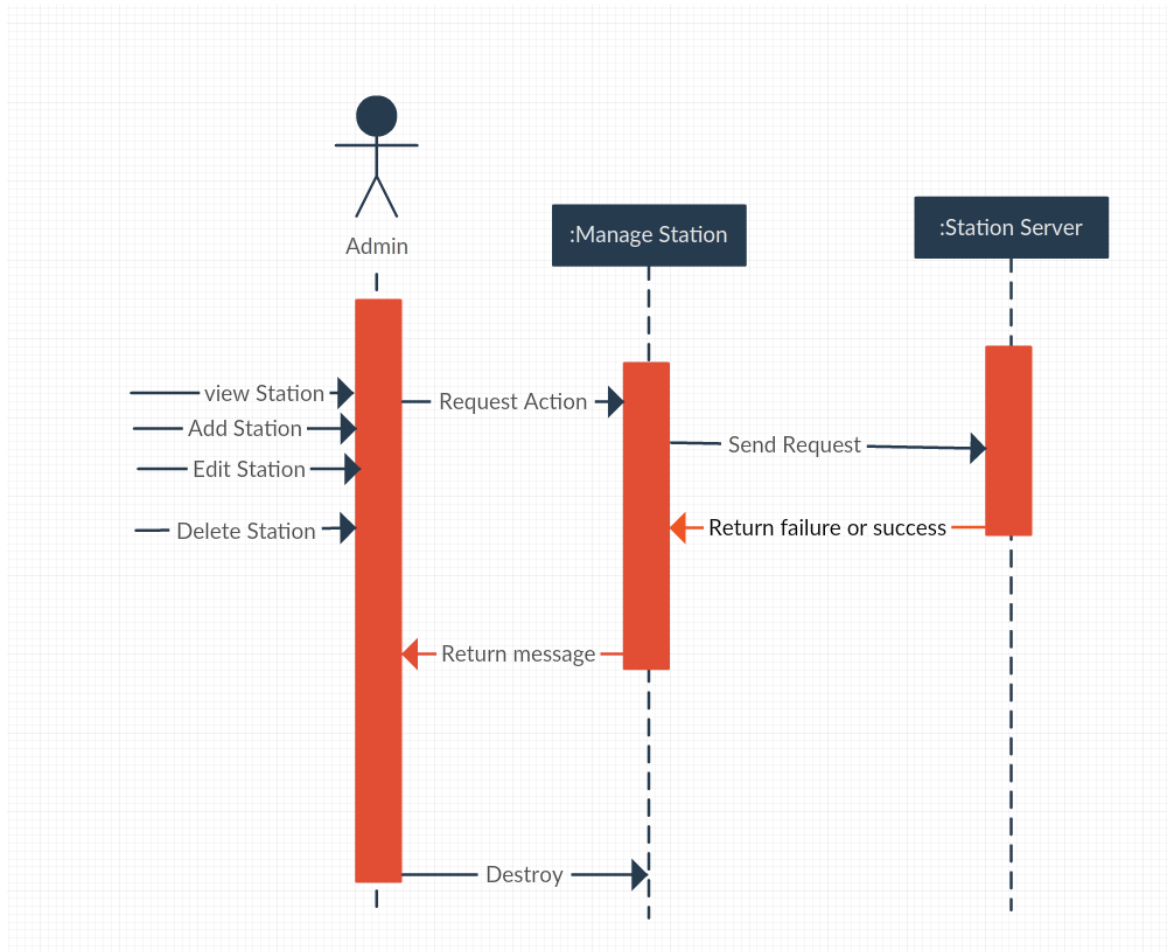 Admin
:Manage Station
:Station Server
view Station
Request Action
Add Station
Send Request
Edit Station
Delete Station
Return failure or success
Return message
Destroy